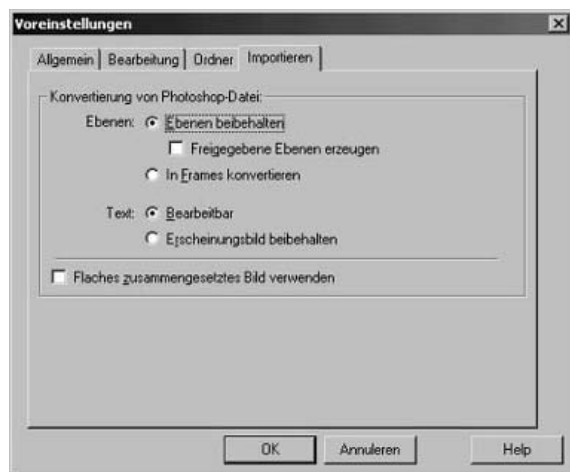 Voreinstellungen
Allgemein Bearbeitung Ordner Importieren
Konvertierung von Photoshop-Datei:
Ebenen: Ebenen beibehalten
Freigegebene Ebenen erzeugen
In Frames konvertieren
Text: Bearbeitbar
Erscheinungsbild beibehalten
Flaches zusammengesetztes Bild verwenden
OK Annuleren Help